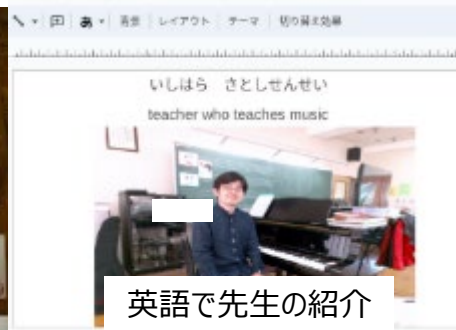 あ
背景 レイアウト テーマ 切り替え効果
いしはら さとしせんせい
teacher who teaches music
英語で先生の紹介